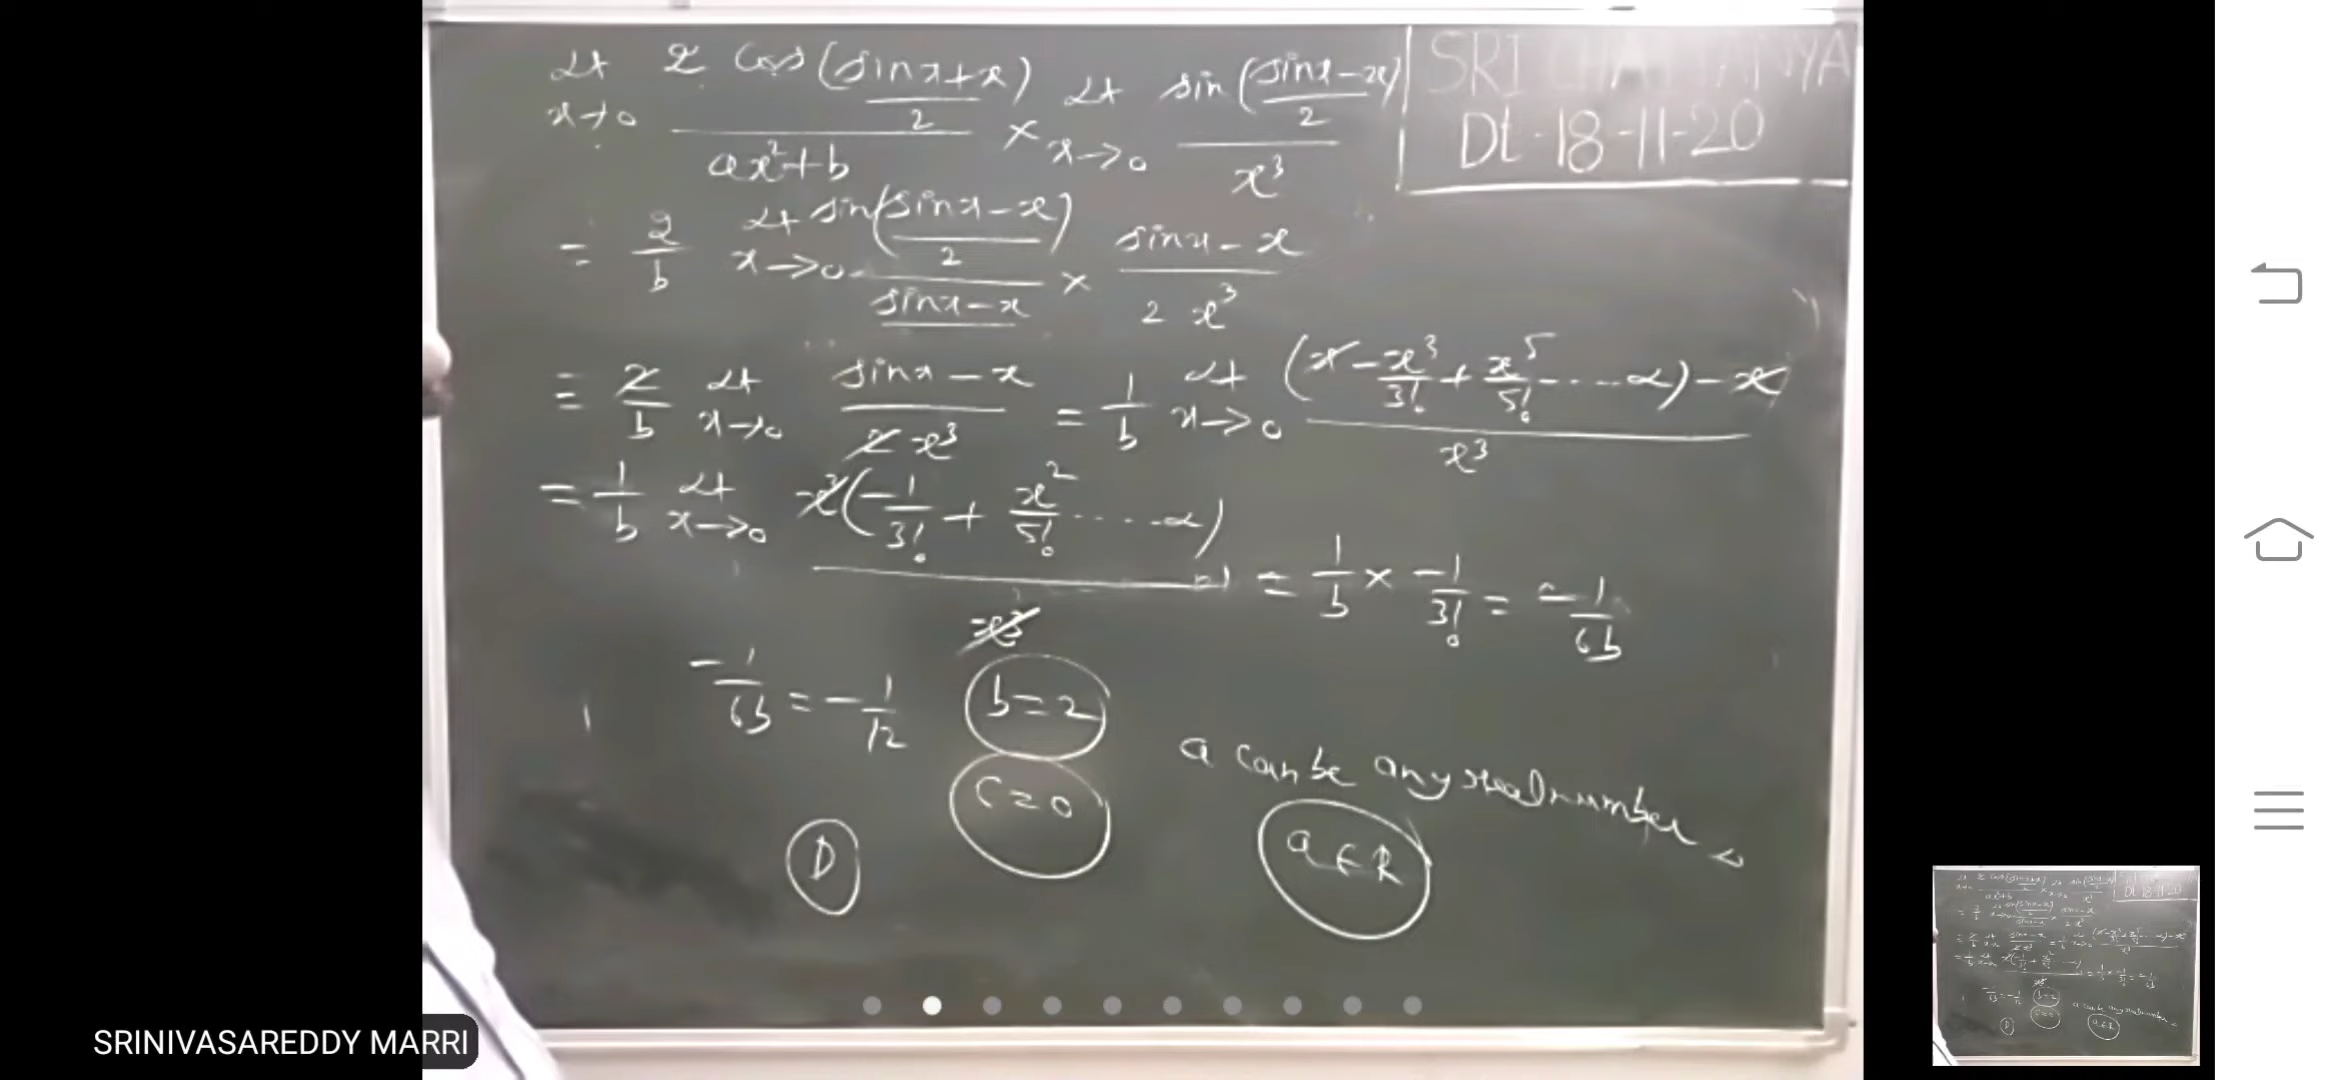 Lt x→0 2 Cos((sinx+x)/2) / (ax²+b) × Lt x→0 sin((sinx-x)/2) / x³
SRI CHAITANYA
Dt-18-11-20
= 2/b Lt x→0 sin((sinx-x)/2) / (sinx-x) × (sinx-x) / 2x³
= 2/b Lt x→0 (sinx-x) / 2x³ = 1/b Lt x→0 ((x - x³/3! + x⁵/5! - ....∝) - x) / x³
= 1/b Lt x→0 x³(-1/3! + x²/5! ....∝) / x³ = 1/b × -1/3! = -1/6b
-1/6b = -1/12 b=2
a can be any real number
c=0
D
a∈R
SRINIVASAREDDY MARRI